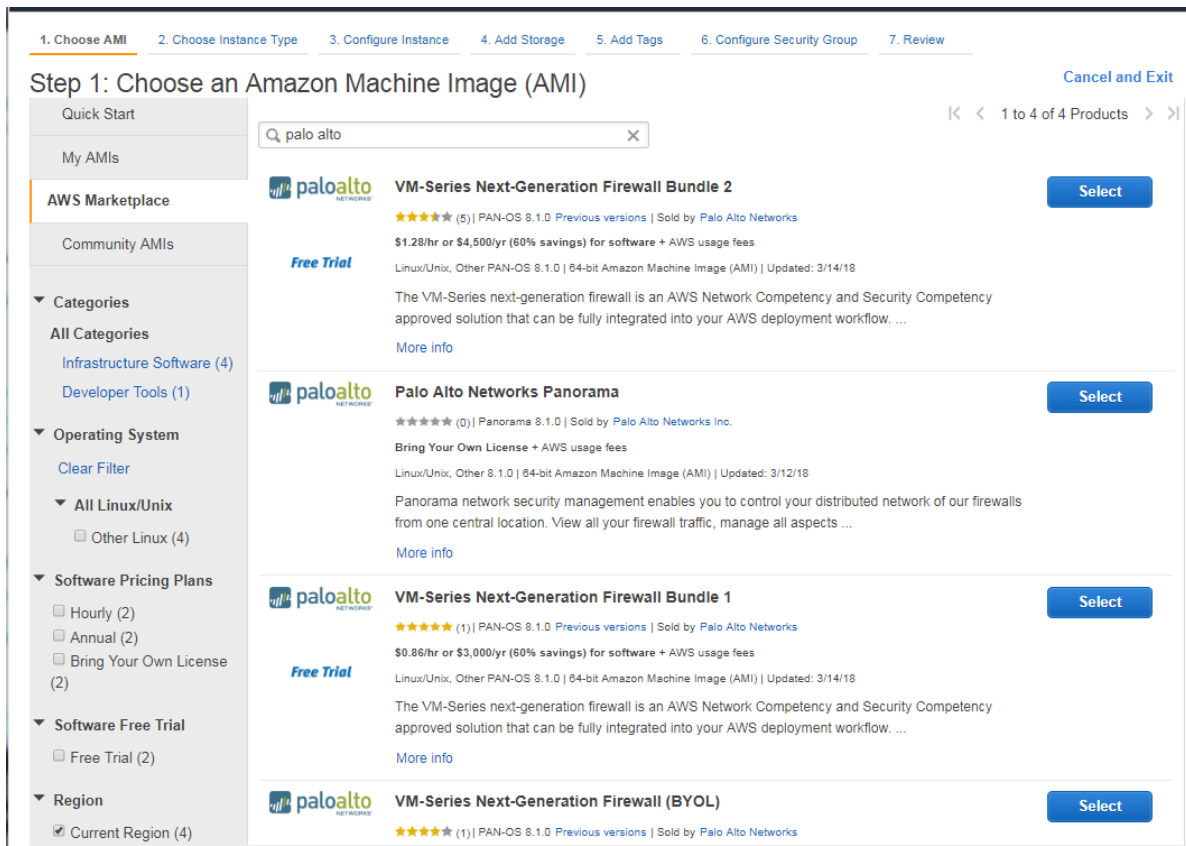 1. Choose AMI 2. Choose Instance Type 3. Configure Instance 4. Add Storage 5. Add Tags 6. Configure Security Group 7. Review
Step 1: Choose an Amazon Machine Image (AMI)
Cancel and Exit
Quick Start
My AMIs
AWS Marketplace
Community AMIs
Categories
All Categories
Infrastructure Software (4)
Developer Tools (1)
Operating System
Clear Filter
All Linux/Unix
Other Linux (4)
Software Pricing Plans
Hourly (2)
Annual (2)
Bring Your Own License
(2)
Software Free Trial
Free Trial (2)
Region
Current Region (4)
palo alto
1 to 4 of 4 Products
paloalto
NETWORKS
VM-Series Next-Generation Firewall Bundle 2
Select
(5) | PAN-OS 8.1.0 Previous versions | Sold by Palo Alto Networks
$1.28/hr or $4,500/yr (60% savings) for software + AWS usage fees
Free Trial
Linux/Unix, Other PAN-OS 8.1.0 | 64-bit Amazon Machine Image (AMI) | Updated: 3/14/18
The VM-Series next-generation firewall is an AWS Network Competency and Security Competency
approved solution that can be fully integrated into your AWS deployment workflow. ...
More info
paloalto
NETWORKS
Palo Alto Networks Panorama
Select
(0) | Panorama 8.1.0 | Sold by Palo Alto Networks Inc.
Bring Your Own License + AWS usage fees
Linux/Unix, Other 8.1.0 | 64-bit Amazon Machine Image (AMI) | Updated: 3/12/18
Panorama network security management enables you to control your distributed network of our firewalls
from one central location. View all your firewall traffic, manage all aspects ...
More info
paloalto
NETWORKS
VM-Series Next-Generation Firewall Bundle 1
Select
(1) | PAN-OS 8.1.0 Previous versions | Sold by Palo Alto Networks
$0.86/hr or $3,000/yr (60% savings) for software + AWS usage fees
Free Trial
Linux/Unix, Other PAN-OS 8.1.0 | 64-bit Amazon Machine Image (AMI) | Updated: 3/14/18
The VM-Series next-generation firewall is an AWS Network Competency and Security Competency
approved solution that can be fully integrated into your AWS deployment workflow. ...
More info
paloalto
NETWORKS
VM-Series Next-Generation Firewall (BYOL)
Select
(1) | PAN-OS 8.1.0 Previous versions | Sold by Palo Alto Networks